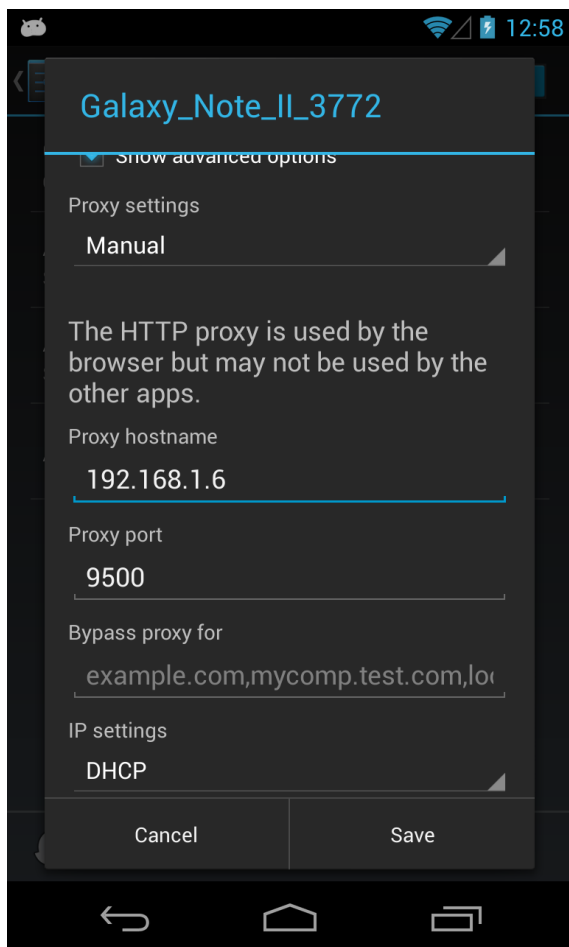 12:58
Galaxy_Note_II_3772
Show advanced options
Proxy settings
Manual
The HTTP proxy is used by the
browser but may not be used by the
other apps.
Proxy hostname
192.168.1.6
Proxy port
9500
Bypass proxy for
example.com,mycomp.test.com,loc
IP settings
DHCP
Cancel
Save